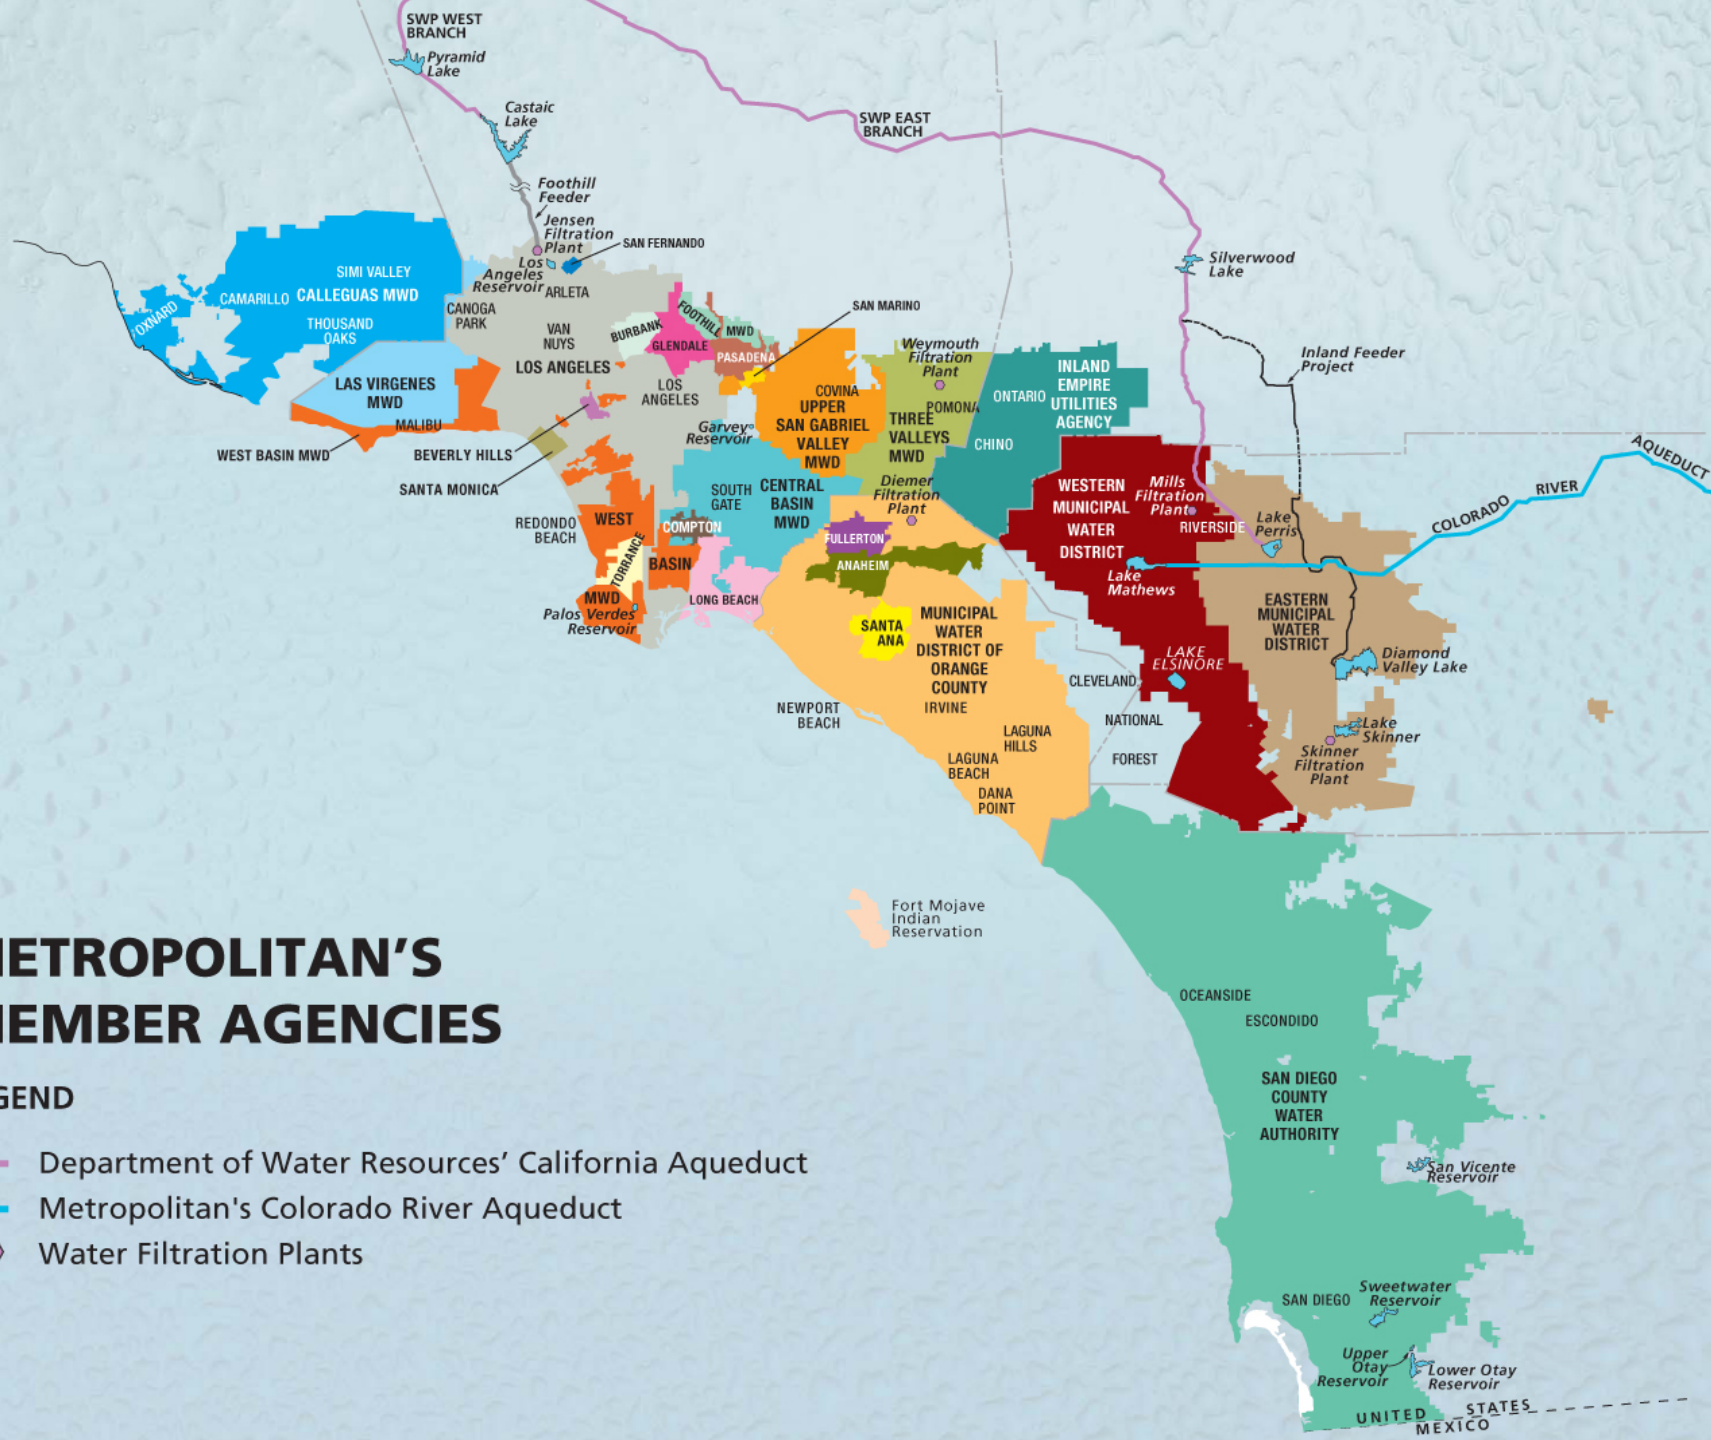 SWP WEST
BRANCH
Pyramid
Lake
Castaic
Lake
SWP EAST
BRANCH
Foothill
Feeder
Jensen
Filtration
Plant
SAN FERNANDO
Los
Angeles
Reservoir
ARLETA
Silverwood
Lake
SIMI VALLEY
CAMARILLO
CALLEGUAS MWD
OXNARD
THOUSAND
OAKS
CANOGA
PARK
VAN
NUYS
LOS ANGELES
BURBANK
GLENDALE
FOOTHILL
MWD
PASADENA
SAN MARINO
Weymouth
Filtration
Plant
Inland Feeder
Project
LAS VIRGENES
MWD
MALIBU
LOS
ANGELES
COVINA
UPPER
SAN GABRIEL
VALLEY
MWD
POMONA
THREE
VALLEYS
MWD
ONTARIO
INLAND
EMPIRE
UTILITIES
AGENCY
CHINO
Garvey
Reservoir
WEST BASIN MWD
BEVERLY HILLS
SANTA MONICA
SOUTH
GATE
CENTRAL
BASIN
MWD
Diemer
Filtration
Plant
WESTERN
MUNICIPAL
WATER
DISTRICT
Mills
Filtration
Plant
RIVERSIDE
Lake
Perris
COLORADO
RIVER
AQUEDUCT
REDONDO
BEACH
WEST
BASIN
MWD
TORRANCE
COMPTON
FULLERTON
ANAHEIM
LONG BEACH
Palos Verdes
Reservoir
Lake
Mathews
EASTERN
MUNICIPAL
WATER
DISTRICT
SANTA
ANA
MUNICIPAL
WATER
DISTRICT OF
ORANGE
COUNTY
IRVINE
LAKE
ELSINORE
Diamond
Valley Lake
CLEVELAND
NATIONAL
FOREST
NEWPORT
BEACH
LAGUNA
HILLS
LAGUNA
BEACH
DANA
POINT
Lake
Skinner
Skinner
Filtration
Plant
Fort Mojave
Indian
Reservation
OCEANSIDE
ESCONDIDO
SAN DIEGO
COUNTY
WATER
AUTHORITY
San Vicente
Reservoir
SAN DIEGO
Sweetwater
Reservoir
Upper
Otay
Reservoir
Lower Otay
Reservoir
UNITED STATES
MEXICO
ETROPOLITAN'S
EMBER AGENCIES
GEND
Department of Water Resources' California Aqueduct
Metropolitan's Colorado River Aqueduct
Water Filtration Plants